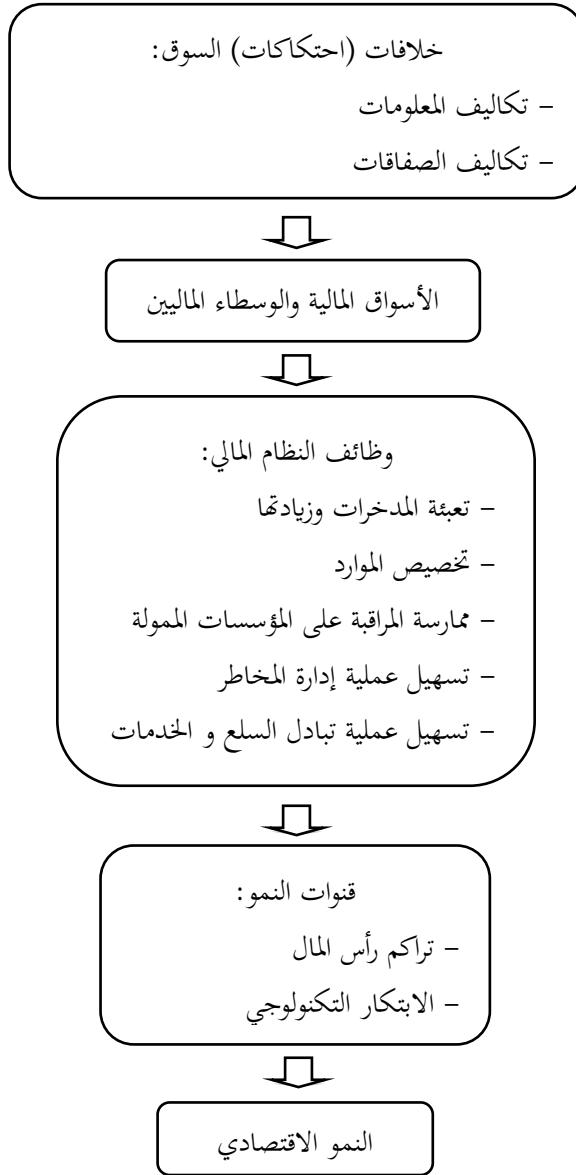 خلافات (احتكاكات) السوق:
– تكاليف المعلومات
– تكاليف الصفاقات
الأسواق المالية والوسطاء الماليين
وظائف النظام المالي:
– تعبئة المدخرات وزيادتها
– تخصيص الموارد
– ممارسة المراقبة على المؤسسات الممولة
– تسهيل عملية إدارة المخاطر
– تسهيل عملية تبادل السلع و الخدمات
قنوات النمو:
– تراكم رأس المال
– الابتكار التكنولوجي
النمو الاقتصادي